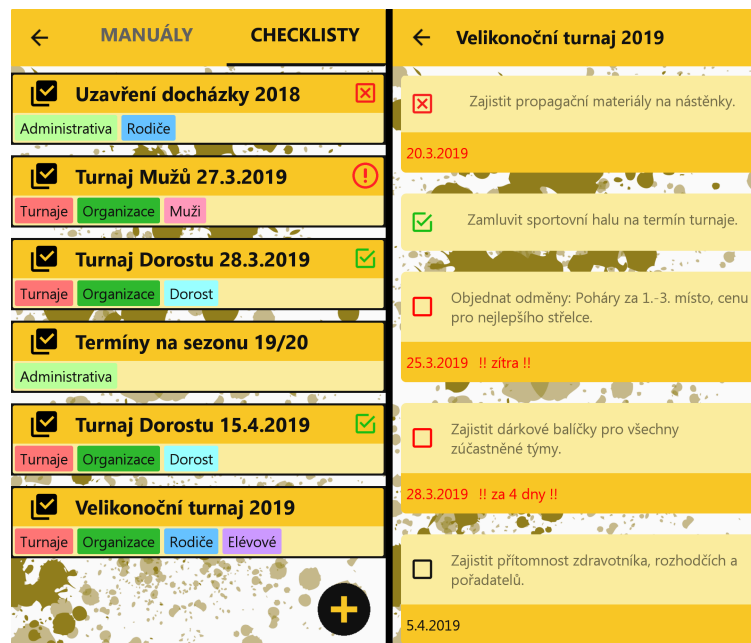 MANUÁLY CHECKLISTY
Uzavření docházky 2018
Administrativa Rodiče
Turnaj Mužů 27.3.2019
Turnaje Organizace Muži
Turnaj Dorostu 28.3.2019
Turnaje Organizace Dorost
Termíny na sezonu 19/20
Administrativa
Turnaj Dorostu 15.4.2019
Turnaje Organizace Dorost
Velikonoční turnaj 2019
Turnaje Organizace Rodiče Elévové
Velikonoční turnaj 2019
Zajistit propagační materiály na nástěnky.
20.3.2019
Zamluvit sportovní halu na termín turnaje.
Objednat odměny: Poháry za 1.-3. místo, cenu
pro nejlepšího střelce.
25.3.2019 !! zítra !!
Zajistit dárkové balíčky pro všechny
zúčastněné týmy.
28.3.2019 !! za 4 dny !!
Zajistit přítomnost zdravotníka, rozhodčích a
pořadatelů.
5.4.2019